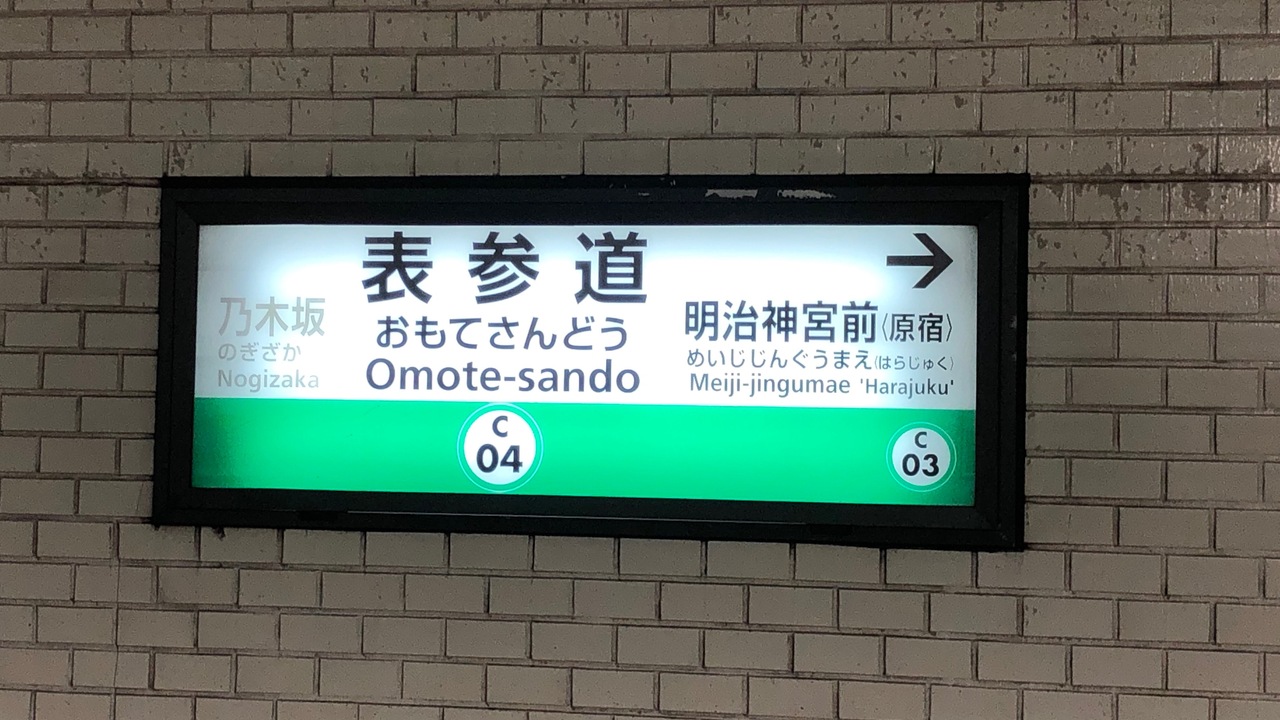 表参道
おもてさんどう
Omote-sando
C
04
乃木坂
のぎざか
Nogizaka
→
明治神宮前〈原宿〉
めいじじんぐうまえ(はらじゅく)
Meiji-jingumae 'Harajuku'
C
03